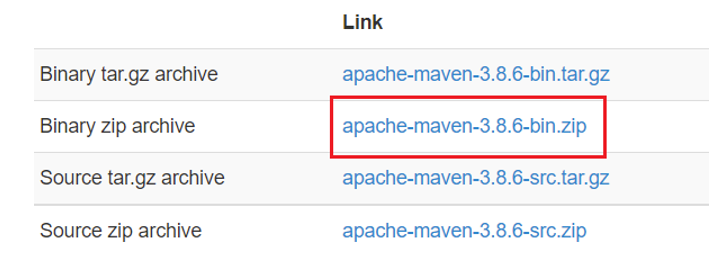 Link
Binary tar.gz archive apache-maven-3.8.6-bin.tar.gz
Binary zip archive apache-maven-3.8.6-bin.zip
Source tar.gz archive apache-maven-3.8.6-src.tar.gz
Source zip archive apache-maven-3.8.6-src.zip